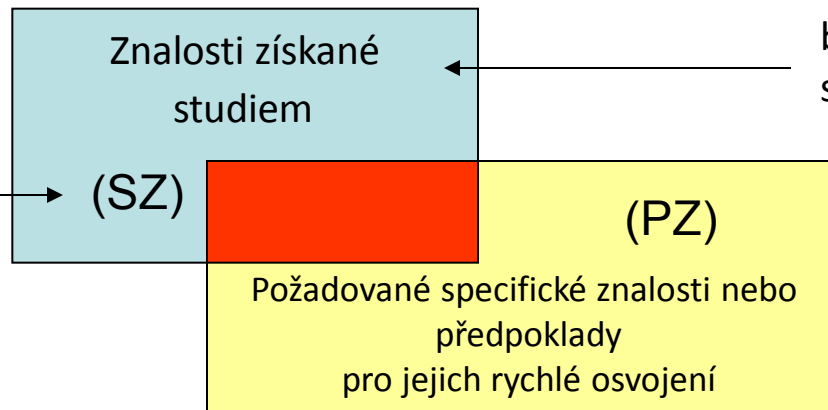 Znalosti získané
studiem
(SZ)
(PZ)
Požadované specifické znalosti nebo
předpoklady
pro jejich rychlé osvojení